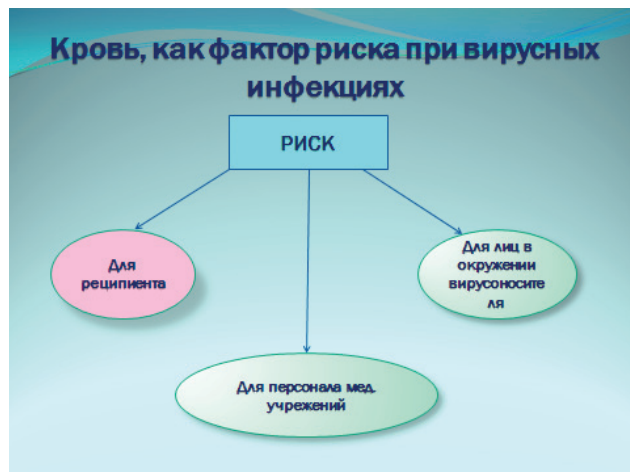 Кровь, как фактор риска при вирусных
инфекциях
РИСК
Для
реципиента
Для лиц в
окружении
вирусоносите
ля
Для персонала мед.
учрежений